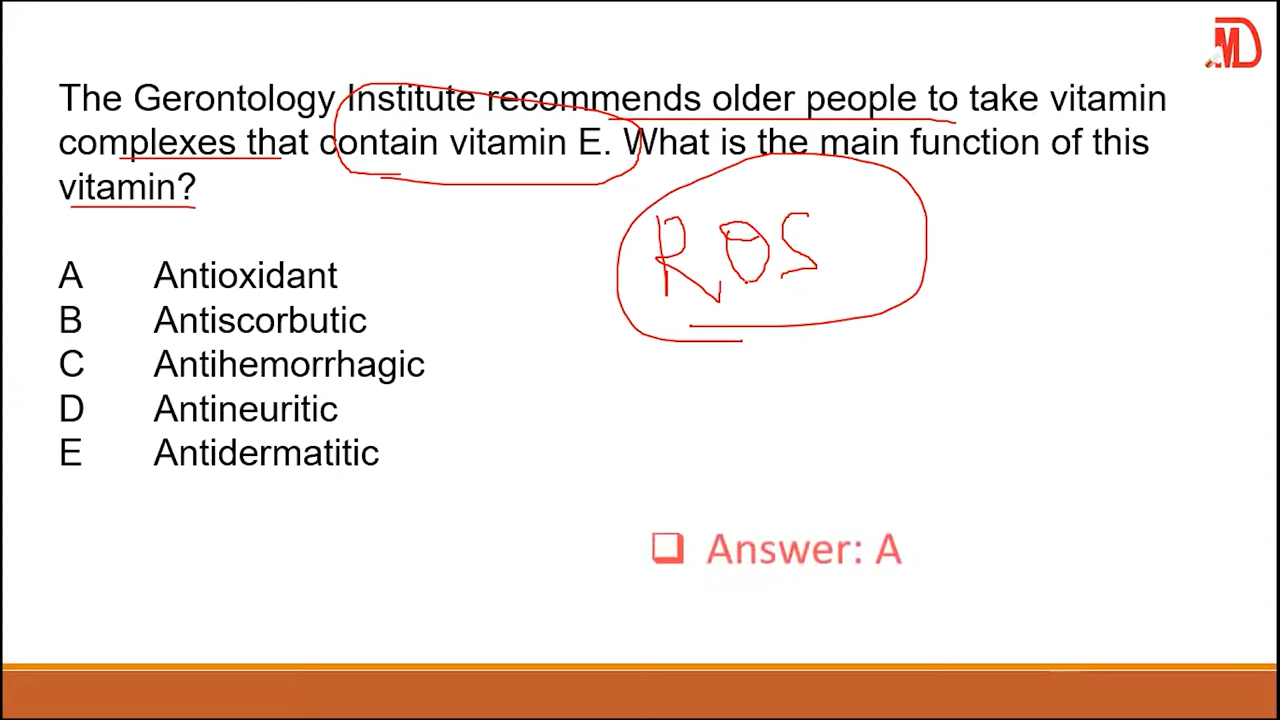 MD
The Gerontology Institute recommends older people to take vitamin
complexes that contain vitamin E. What is the main function of this
vitamin?
ROS
A Antioxidant
B Antiscorbutic
C Antihemorrhagic
D Antineuritic
E Antidermatitic
❑ Answer: A